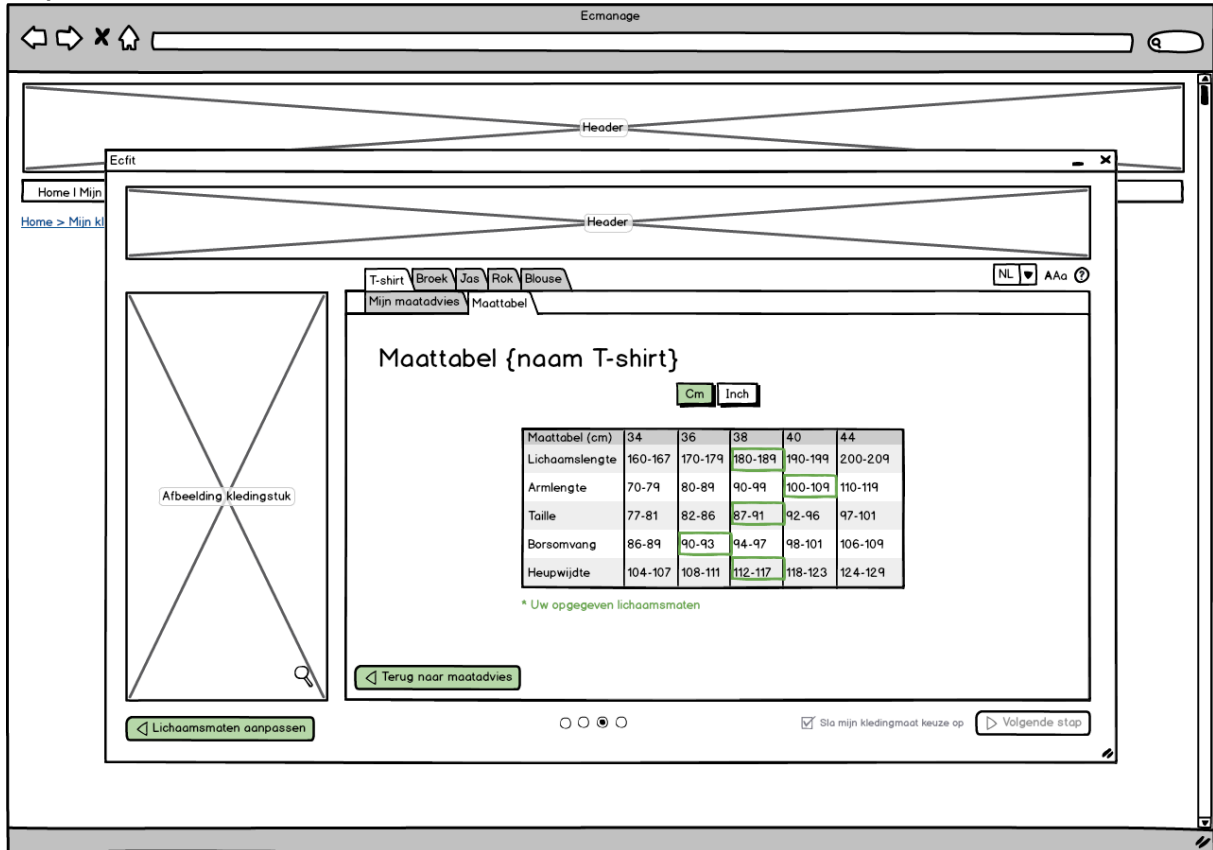 Ecmanage
Header
Ecfit
Home | Mijn
Home > Mijn kl
Header
NL AAa ?
T-shirt Broek Jas Rok Blouse
Mijn maatadvies Maattabel
Maattabel {naam T-shirt}
Cm Inch
Afbeelding kledingstuk
Maattabel (cm) 34 36 38 40 44
Lichaamslengte 160-167 170-179 180-189 190-199 200-209
Armlengte 70-79 80-89 90-99 100-109 110-119
Taille 77-81 82-86 87-91 92-96 97-101
Borsomvang 86-89 90-93 94-97 98-101 106-109
Heupwijdte 104-107 108-111 112-117 118-123 124-129
* Uw opgegeven lichaamsmaten
Terug naar maatadvies
Lichaamsmaten aanpassen
Sla mijn kledingmaat keuze op
Volgende stap